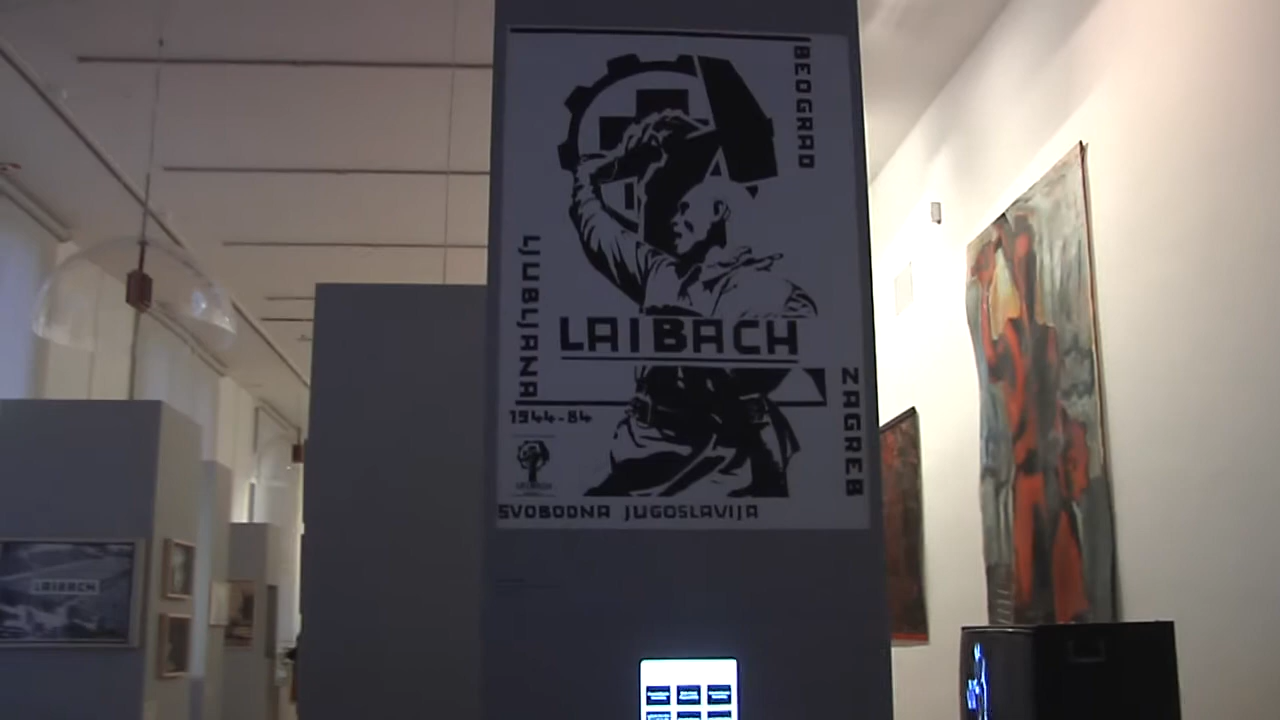 BEOGRAD
LJUBLJANA
LAIBACH
ZAGREB
1944-84
SVOBODNA JUGOSLAVIJA
LAIBACH